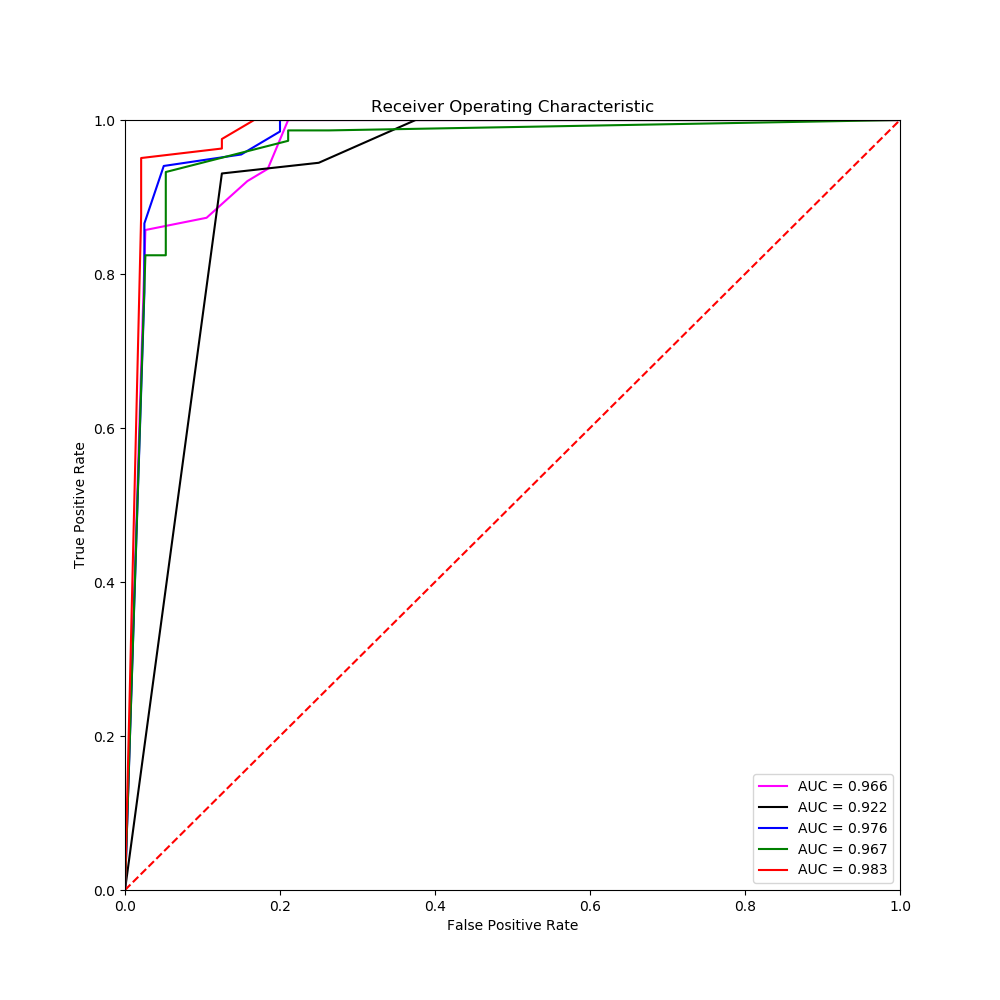 Receiver Operating Characteristic
True Positive Rate
1.0
0.8
0.6
0.4
0.2
0.0
AUC = 0.966
AUC = 0.922
AUC = 0.976
AUC = 0.967
AUC = 0.983
0.0 0.2 0.4 0.6 0.8 1.0
False Positive Rate